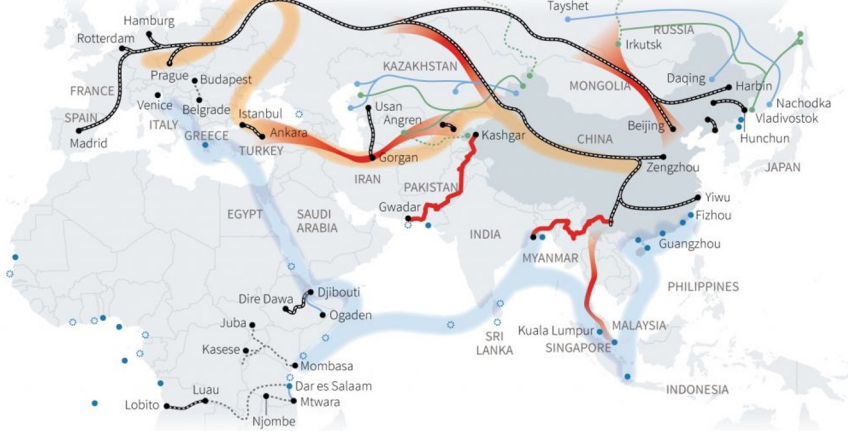 Tayshet
Hamburg
RUSSIA
Rotterdam
Irkutsk
KAZAKHSTAN
Prague
Budapest
MONGOLIA
Daqing
Harbin
FRANCE
Venice
Belgrade
Usan
Nachodka
Angren
Vladivostok
SPAIN
ITALY
Istanbul
Beijing
GREECE
Ankara
Kashgar
CHINA
Hunchun
Madrid
TURKEY
Gorgan
Zengzhou
JAPAN
IRAN
PAKISTAN
Gwadar
Yiwu
EGYPT
SAUDI
ARABIA
INDIA
Fizhou
MYANMAR
Guangzhou
PHILIPPINES
Djibouti
Dire Dawa
Ogaden
Juba
Kuala Lumpur
MALAYSIA
SRI
LANKA
SINGAPORE
Kasese
Mombasa
Dar es Salaam
INDONESIA
Luau
Lobito
Mtwara
Njombe